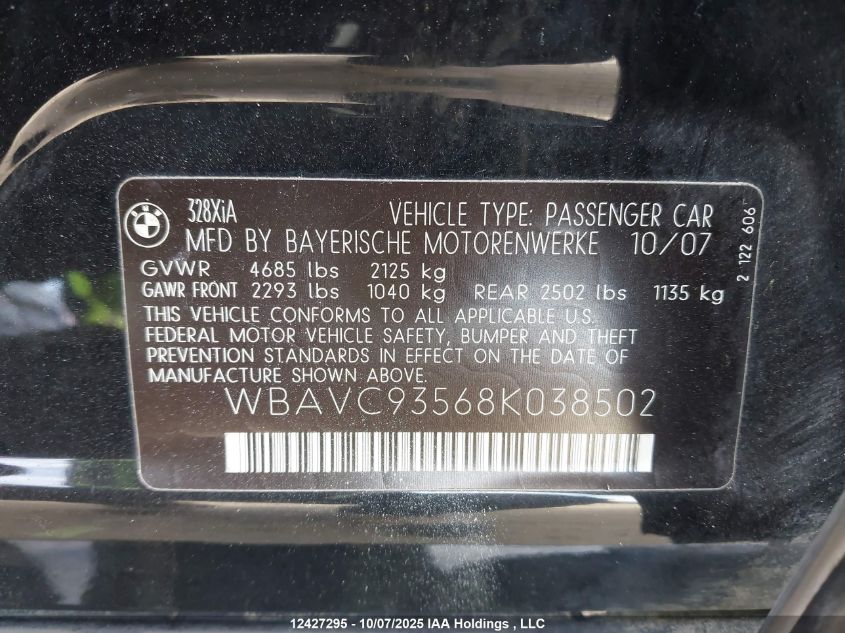 328XiA VEHICLE TYPE: PASSENGER CAR
MFD BY BAYERISCHE MOTORENWERKE 10/07
GVWR 4685 lbs 2125 kg
GAWR FRONT 2293 lbs 1040 kg REAR 2502 lbs 1135 kg
THIS VEHICLE CONFORMS TO ALL APPLICABLE U.S.
FEDERAL MOTOR VEHICLE SAFETY, BUMPER AND THEFT
PREVENTION STANDARDS IN EFFECT ON THE DATE OF
MANUFACTURE SHOWN ABOVE.
WBAVC93568K038502
2 122 606
12427295 - 10/07/2025 IAA Holdings , LLC